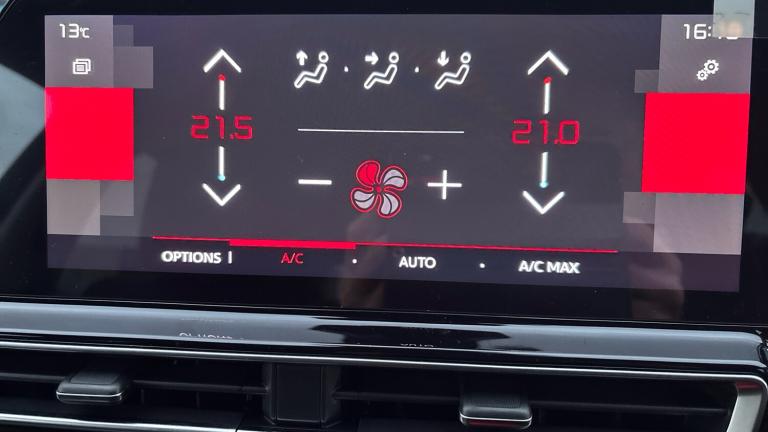 13°C
21.5
21.0
OPTIONS
A/C
AUTO
A/C MAX